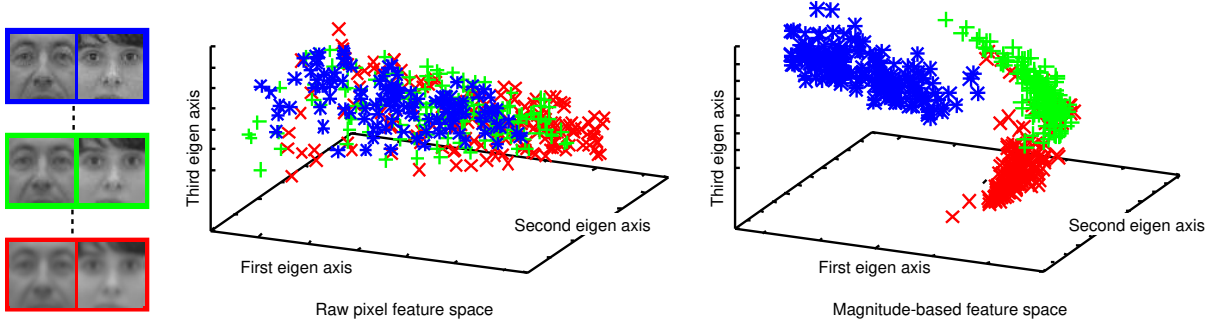 Third eigen axis
Second eigen axis
First eigen axis
Raw pixel feature space
Third eigen axis
Second eigen axis
First eigen axis
Magnitude-based feature space